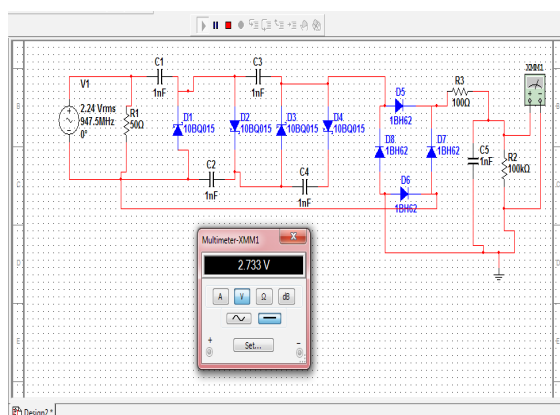 C1
1nF
C3
1nF
V1
2.24 Vrms
947.5MHz
0°
R1
50Ω
D1
10BQ015
D2
10BQ015
D3
10BQ015
D4
10BQ015
D5
1BH62
R3
100Ω
XMM1
D8
1BH62
D7
1BH62
C5
1nF
R2
100kΩ
C2
1nF
C4
1nF
D6
1BH62
Multimeter-XMM1
2.733 V
A
V
Ω
dB
+
Set...
-
Design2 *